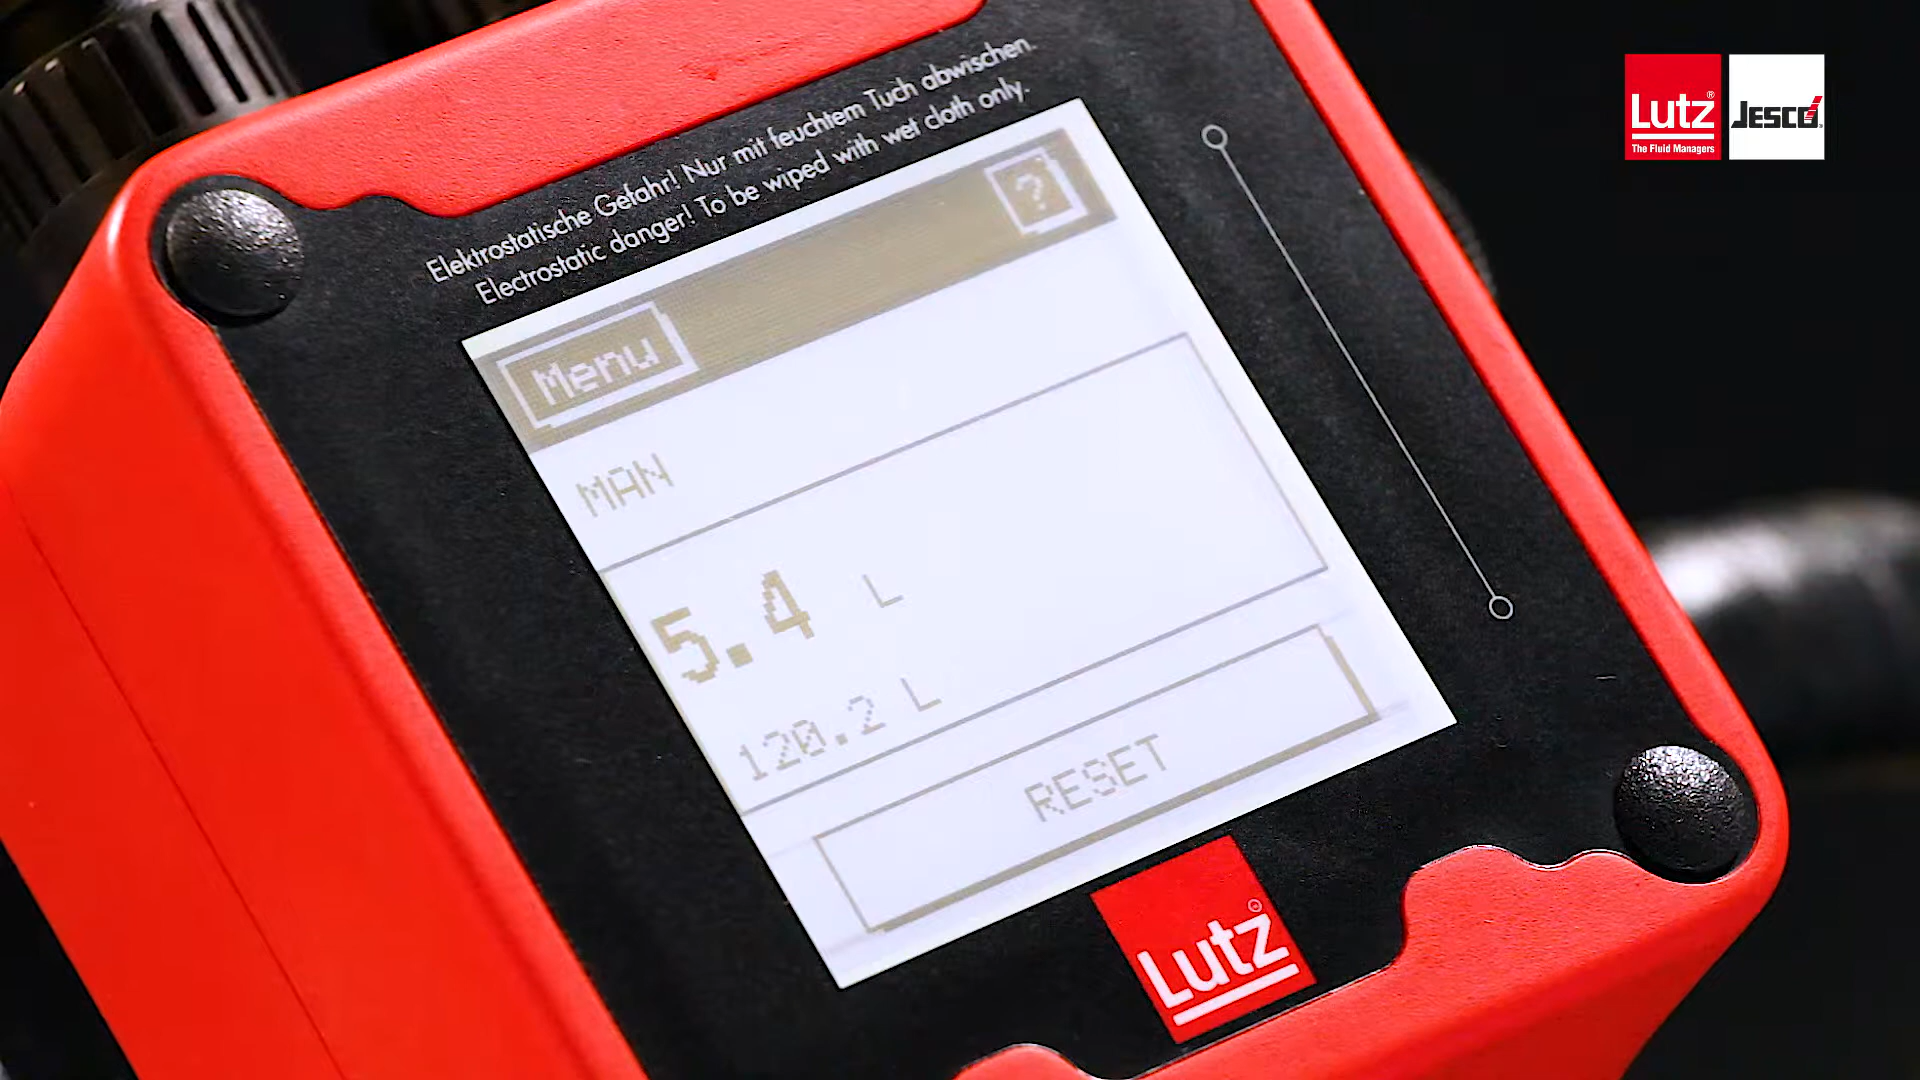 Elektrostatische Gefahr! Nur mit feuchtem Tuch abwischen.
Electrostatic danger! To be wiped with wet cloth only.
Menu ?
MAN
5.4 L
120.2 L
RESET
Lutz
Lutz®
The Fluid Managers
JESCO®